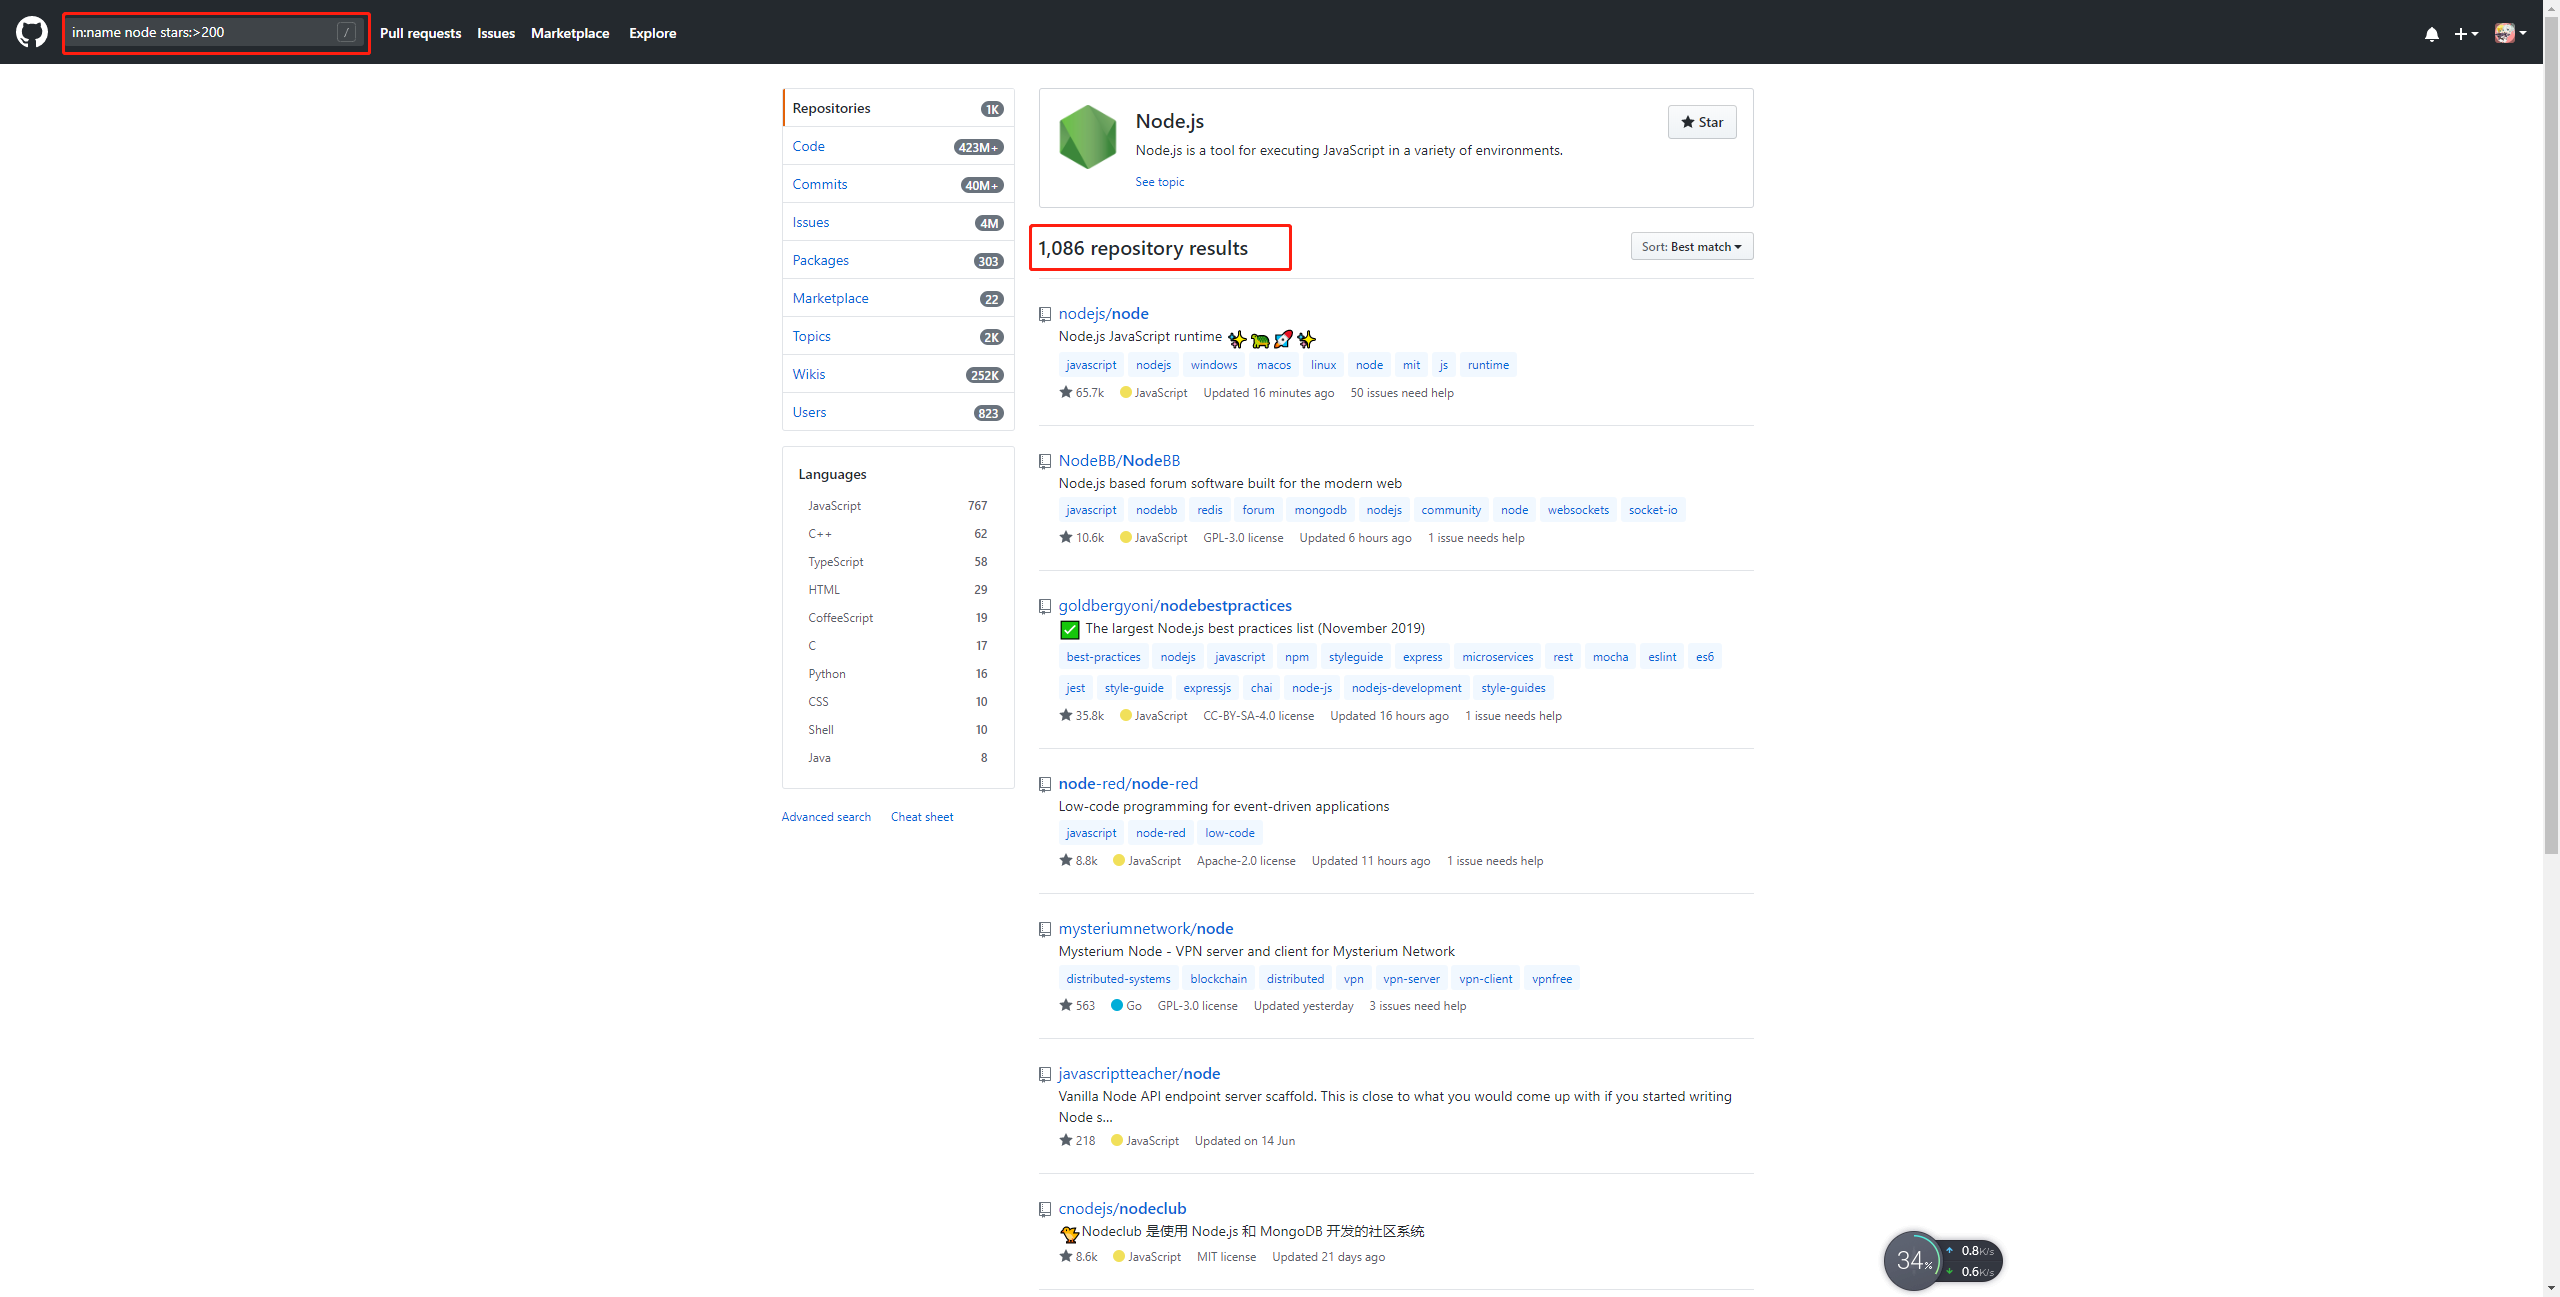 in:name node stars:>200 /
Pull requests Issues Marketplace Explore
Repositories 1K
Code 423M+
Commits 40M+
Issues 4M
Packages 303
Marketplace 22
Topics 2K
Wikis 252K
Users 823
Languages
JavaScript 767
C++ 62
TypeScript 58
HTML 29
CoffeeScript 19
C 17
Python 16
CSS 10
Shell 10
Java 8
Advanced search Cheat sheet
Node.js
Star
Node.js is a tool for executing JavaScript in a variety of environments.
See topic
1,086 repository results
Sort: Best match
nodejs/node
Node.js JavaScript runtime ✨🐢🚀✨
javascript nodejs windows macos linux node mit js runtime
65.7k JavaScript Updated 16 minutes ago 50 issues need help
NodeBB/NodeBB
Node.js based forum software built for the modern web
javascript nodebb redis forum mongodb nodejs community node websockets socket-io
10.6k JavaScript GPL-3.0 license Updated 6 hours ago 1 issue needs help
goldbergyoni/nodebestpractices
✅ The largest Node.js best practices list (November 2019)
best-practices nodejs javascript npm styleguide express microservices rest mocha eslint es6
jest style-guide expressjs chai node-js nodejs-development style-guides
35.8k JavaScript CC-BY-SA-4.0 license Updated 16 hours ago 1 issue needs help
node-red/node-red
Low-code programming for event-driven applications
javascript node-red low-code
8.8k JavaScript Apache-2.0 license Updated 11 hours ago 1 issue needs help
mysteriumnetwork/node
Mysterium Node - VPN server and client for Mysterium Network
distributed-systems blockchain distributed vpn vpn-server vpn-client vpnfree
563 Go GPL-3.0 license Updated yesterday 3 issues need help
javascriptteacher/node
Vanilla Node API endpoint server scaffold. This is close to what you would come up with if you started writing
Node s...
218 JavaScript Updated on 14 Jun
cnodejs/nodeclub
🐤Nodeclub 是使用 Node.js 和 MongoDB 开发的社区系统
8.6k JavaScript MIT license Updated 21 days ago
34%
0.8K/s
0.6K/s